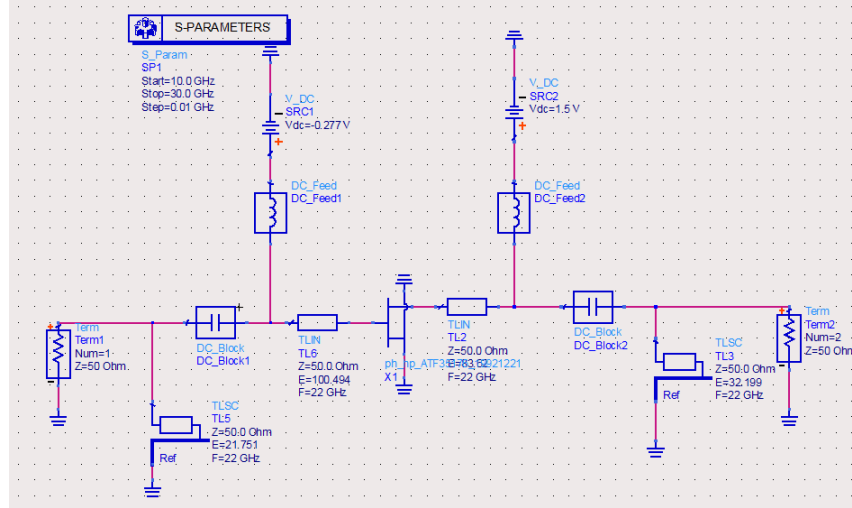 S-PARAMETERS
S_Param
SP1
Start=10.0 GHz
Stop=30.0 GHz
Step=0.01 GHz
V_DC
SRC1
Vdc=-0.277 V
V_DC
SRC2
Vdc=1.5 V
DC_Feed
DC_Feed1
DC_Feed
DC_Feed2
Term
Term1
Num=1
Z=50 Ohm
DC_Block
DC_Block1
TLIN
TL6
Z=50.0 Ohm
E=100.494
F=22 GHz
X1
TLIN
TL2
Z=50.0 Ohm
F=22 GHz
DC_Block
DC_Block2
Term
Term2
Num=2
Z=50 Ohm
TLSC
TL3
Z=50.0 Ohm
E=32.199
F=22 GHz
Ref
TLSC
TL5
Z=50.0 Ohm
E=21.751
F=22 GHz
Ref